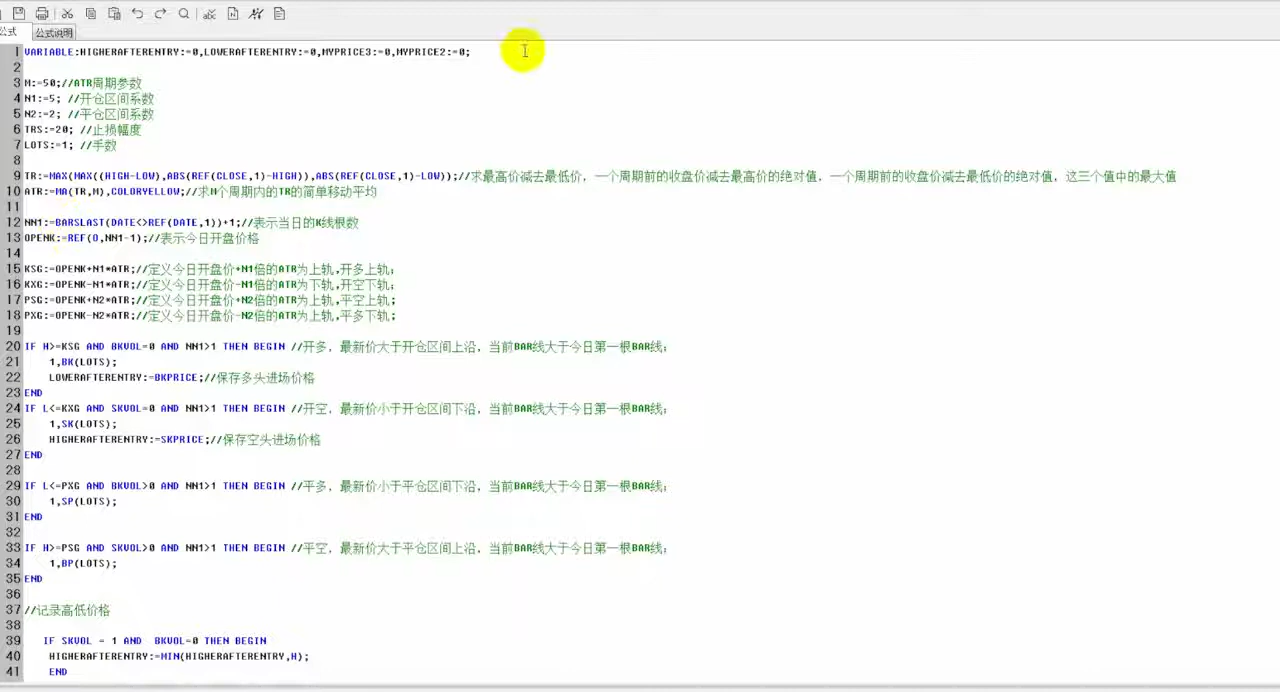 公式
公式说明
1 VARIABLE:HIGHERAFTERENTRY:=0,LOWERAFTERENTRY:=0,MYPRICE3:=0,MYPRICE2:=0;
2
3 M:=50;//ATR周期参数
4 N1:=5; //开仓区间系数
5 N2:=2; //平仓区间系数
6 TRS:=20; //止损幅度
7 LOTS:=1; //手数
8
9 TR:=MAX(MAX((HIGH-LOW),ABS(REF(CLOSE,1)-HIGH)),ABS(REF(CLOSE,1)-LOW));//求最高价减去最低价，一个周期前的收盘价减去最高价的绝对值，一个周期前的收盘价减去最低价的绝对值，这三个值中的最大值
10 ATR:=MA(TR,M),COLORYELLOW;//求M个周期内的TR的简单移动平均
11
12 NN1:=BARSLAST(DATE<>REF(DATE,1))+1;//表示当日的K线根数
13 OPENK:=REF(O,NN1-1);//表示今日开盘价格
14
15 KSG:=OPENK+N1*ATR;//定义今日开盘价+N1倍的ATR为上轨,开多上轨;
16 KXG:=OPENK-N1*ATR;//定义今日开盘价-N1倍的ATR为下轨,开空下轨;
17 PSG:=OPENK+N2*ATR;//定义今日开盘价+N2倍的ATR为上轨,平空上轨;
18 PXG:=OPENK-N2*ATR;//定义今日开盘价-N2倍的ATR为上轨,平多下轨;
19
20 IF H>=KSG AND BKVOL=0 AND NN1>1 THEN BEGIN //开多，最新价大于开仓区间上沿，当前BAR线大于今日第一根BAR线;
21 1,BK(LOTS);
22 LOWERAFTERENTRY:=BKPRICE;//保存多头进场价格
23 END
24 IF L<=KXG AND SKVOL=0 AND NN1>1 THEN BEGIN //开空，最新价小于开仓区间下沿，当前BAR线大于今日第一根BAR线;
25 1,SK(LOTS);
26 HIGHERAFTERENTRY:=SKPRICE;//保存空头进场价格
27 END
28
29 IF L<=PXG AND BKVOL>0 AND NN1>1 THEN BEGIN //平多，最新价小于平仓区间下沿，当前BAR线大于今日第一根BAR线;
30 1,SP(LOTS);
31 END
32
33 IF H>=PSG AND SKVOL>0 AND NN1>1 THEN BEGIN //平空，最新价大于平仓区间上沿，当前BAR线大于今日第一根BAR线;
34 1,BP(LOTS);
35 END
36
37 //记录高低价格
38
39 IF SKVOL = 1 AND BKVOL=0 THEN BEGIN
40 HIGHERAFTERENTRY:=MIN(HIGHERAFTERENTRY,H);
41 END